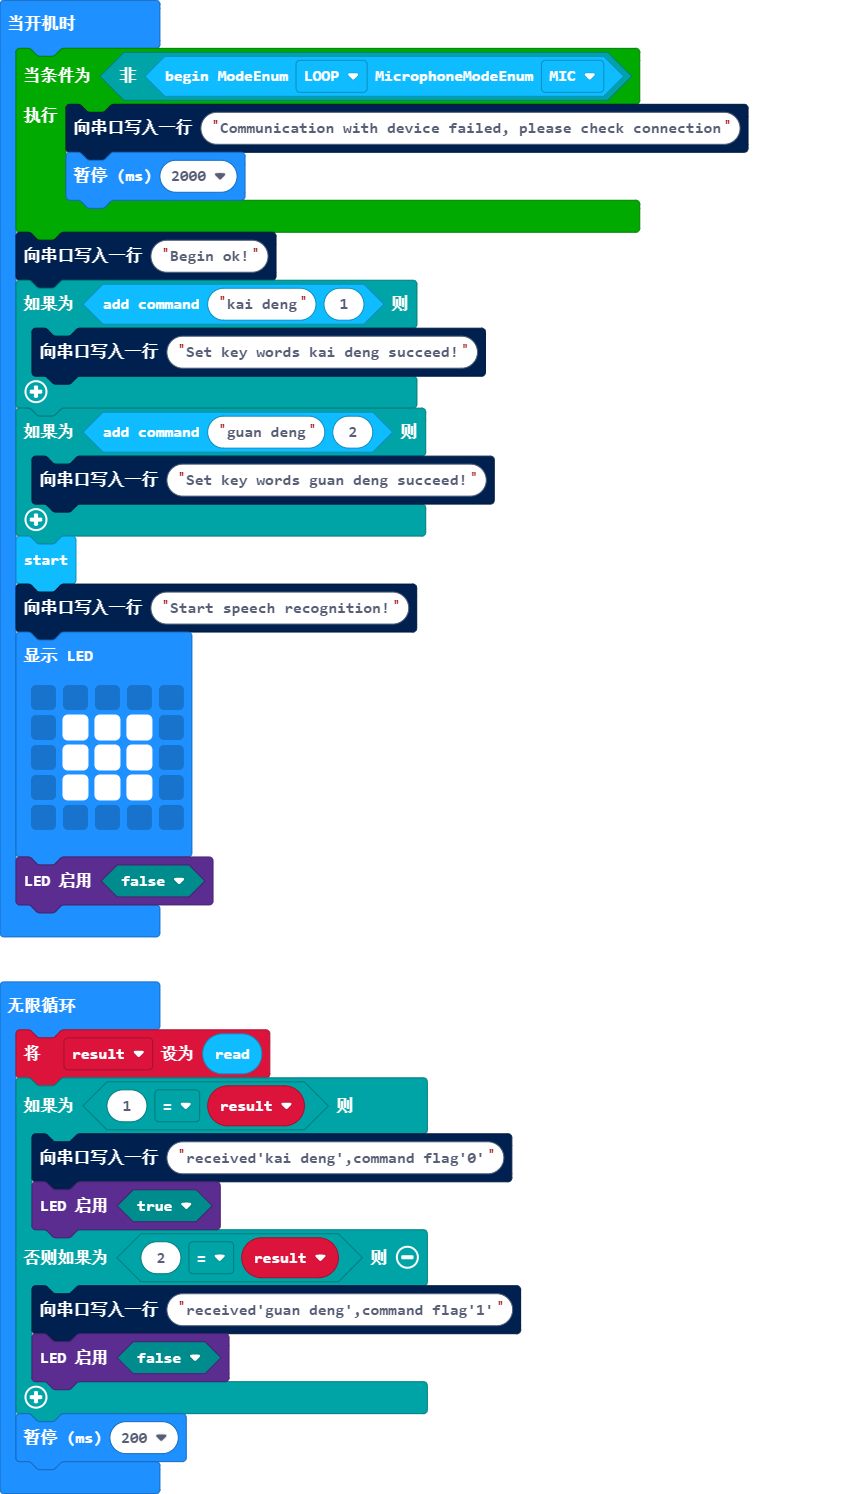 当开机时
当条件为 非 begin ModeEnum LOOP MicrophoneModeEnum MIC
执行 向串口写入一行 "Communication with device failed, please check connection"
暂停 (ms) 2000
向串口写入一行 "Begin ok!"
如果为 add command "kai deng" 1 则
向串口写入一行 "Set key words kai deng succeed!"
如果为 add command "guan deng" 2 则
向串口写入一行 "Set key words guan deng succeed!"
start
向串口写入一行 "Start speech recognition!"
显示 LED
LED 启用 false
无限循环
将 result 设为 read
如果为 1 = result 则
向串口写入一行 "received'kai deng',command flag'0'"
LED 启用 true
否则如果为 2 = result 则
向串口写入一行 "received'guan deng',command flag'1'"
LED 启用 false
暂停 (ms) 200